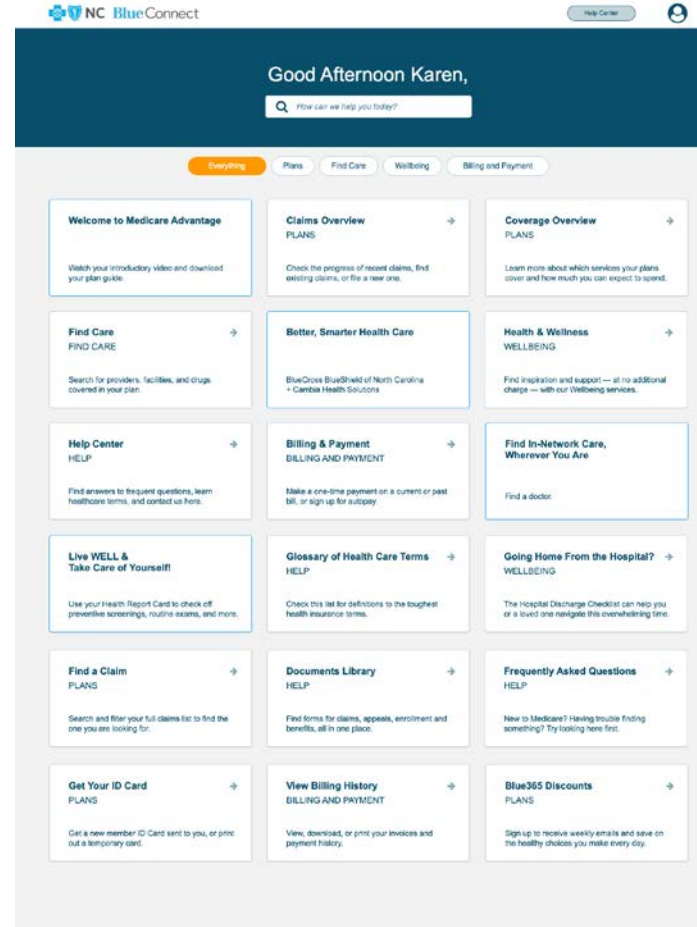 NC BlueConnect
Help Center
Good Afternoon Karen,
How can we help you today?
Everything
Plans
Find Care
Wellbeing
Billing and Payment
Welcome to Medicare Advantage
Watch your introductory video and download
your plan guide.
Claims Overview
PLANS
Check the progress of recent claims, find
existing claims, or file a new one.
Coverage Overview
PLANS
Learn more about which services your plans
cover and how much you can expect to spend.
Find Care
FIND CARE
Search for providers, facilities, and drugs
covered in your plan.
Better, Smarter Health Care
BlueCross BlueShield of North Carolina
+ Cambia Health Solutions
Health & Wellness
WELLBEING
Find inspiration and support — at no additional
charge — with our Wellbeing services.
Help Center
HELP
Find answers to frequent questions, learn
healthcare terms, and contact us here.
Billing & Payment
BILLING AND PAYMENT
Make a one-time payment on a current or past
bill, or sign up for autopay.
Find In-Network Care,
Wherever You Are
Find a doctor.
Live WELL &
Take Care of Yourself!
Use your Health Report Card to check off
preventive screenings, routine exams, and more.
Glossary of Health Care Terms
HELP
Check this list for definitions to the toughest
health insurance terms.
Going Home From the Hospital?
WELLBEING
The Hospital Discharge Checklist can help you
or a loved one navigate this overwhelming time.
Find a Claim
PLANS
Search and filter your full claims list to find the
one you are looking for.
Documents Library
HELP
Find forms for claims, appeals, enrollment and
benefits, all in one place.
Frequently Asked Questions
HELP
New to Medicare? Having trouble finding
something? Try looking here first.
Get Your ID Card
PLANS
Get a new member ID Card sent to you, or print
out a temporary card.
View Billing History
BILLING AND PAYMENT
View, download, or print your invoices and
payment history.
Blue365 Discounts
PLANS
Sign up to receive weekly emails and save on
the healthy choices you make every day.